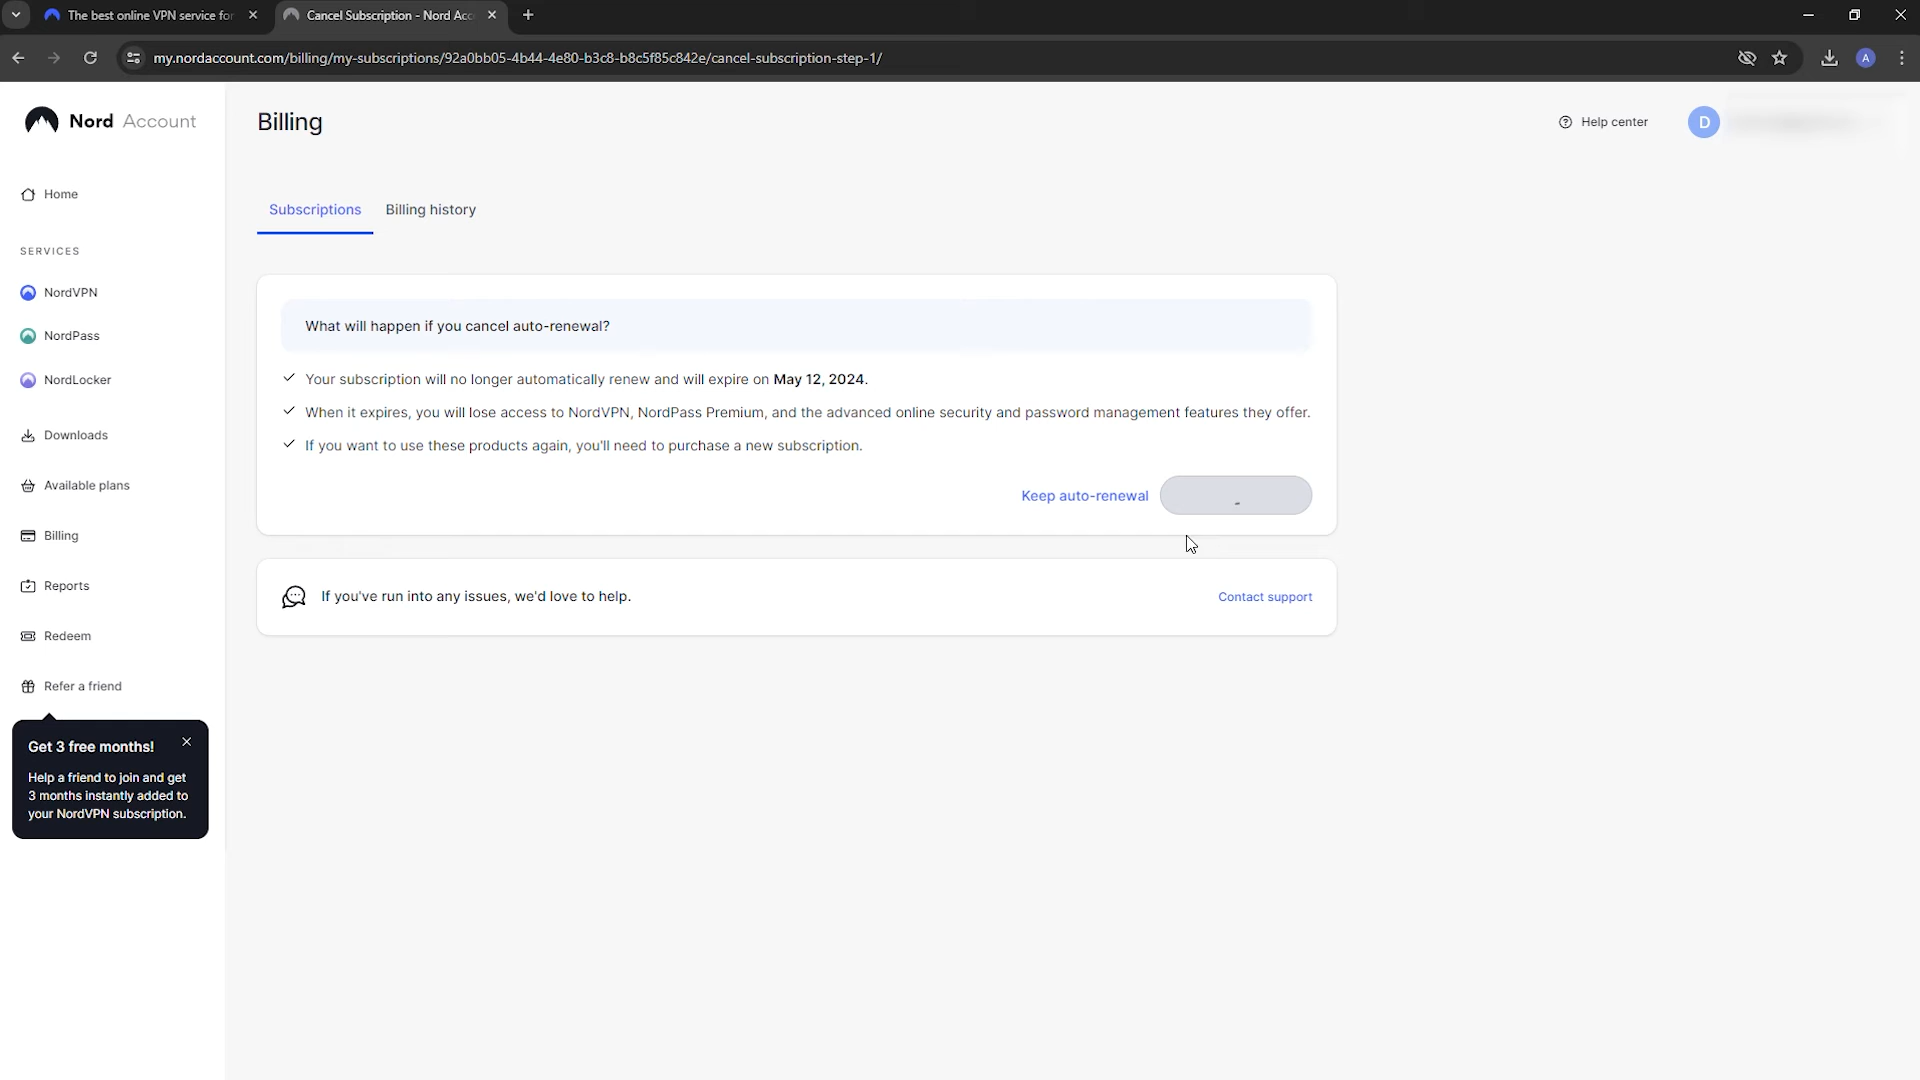 The best online VPN service for
Cancel Subscription - Nord Acc
my.nordaccount.com/billing/my-subscriptions/92a0bb05-4b44-4e80-b3c8-b8c5f85c842e/cancel-subscription-step-1/
A
Nord Account
Billing
Help center
D
Home
Subscriptions
Billing history
SERVICES
NordVPN
NordPass
NordLocker
Downloads
Available plans
Billing
Reports
Redeem
Refer a friend
Get 3 free months!
Help a friend to join and get
3 months instantly added to
your NordVPN subscription.
What will happen if you cancel auto-renewal?
Your subscription will no longer automatically renew and will expire on May 12, 2024.
When it expires, you will lose access to NordVPN, NordPass Premium, and the advanced online security and password management features they offer.
If you want to use these products again, you'll need to purchase a new subscription.
Keep auto-renewal
If you've run into any issues, we'd love to help.
Contact support